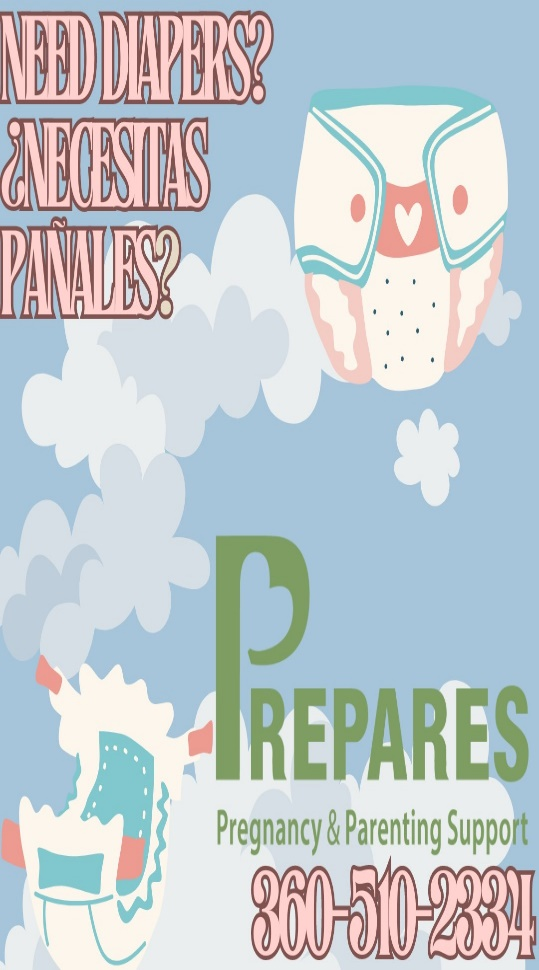 NEED DIAPERS?
¿NECESITAS
PAÑALES?
PREPARES
Pregnancy & Parenting Support
360-510-2334